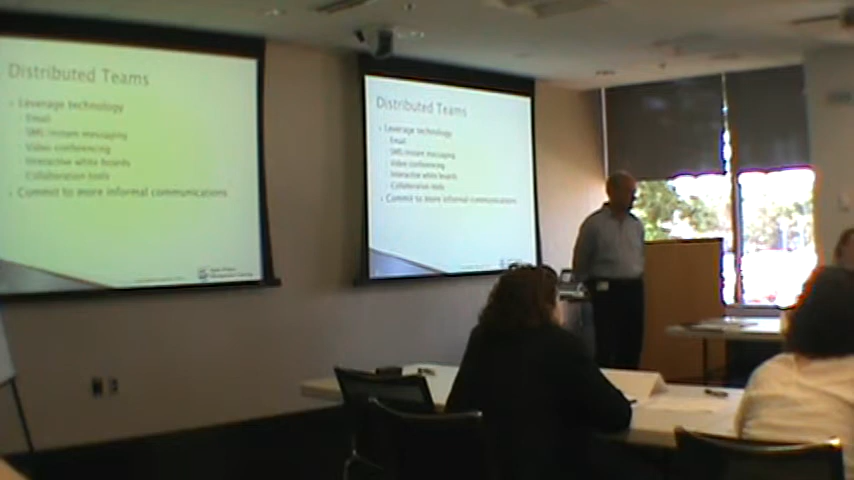 Distributed Teams
Leverage technology
Email
SMS/Instant messaging
Video conferencing
Interactive white boards
Collaboration tools
Commit to more informal communications
Distributed Teams
Leverage technology
Email
SMS/Instant messaging
Video conferencing
Interactive white boards
Collaborative tools
Commit to more informal communications